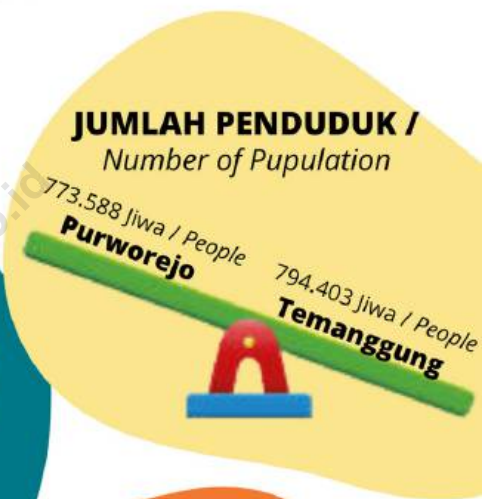 JUMLAH PENDUDUK /
Number of Pupulation
773.588 Jiwa / People
Purworejo
794.403 Jiwa / People
Temanggung